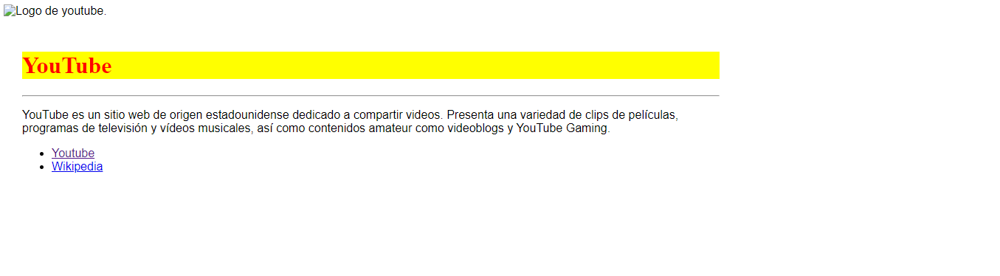 Logo de youtube.
YouTube
YouTube es un sitio web de origen estadounidense dedicado a compartir videos. Presenta una variedad de clips de películas,
programas de televisión y vídeos musicales, así como contenidos amateur como videoblogs y YouTube Gaming.
Youtube
Wikipedia